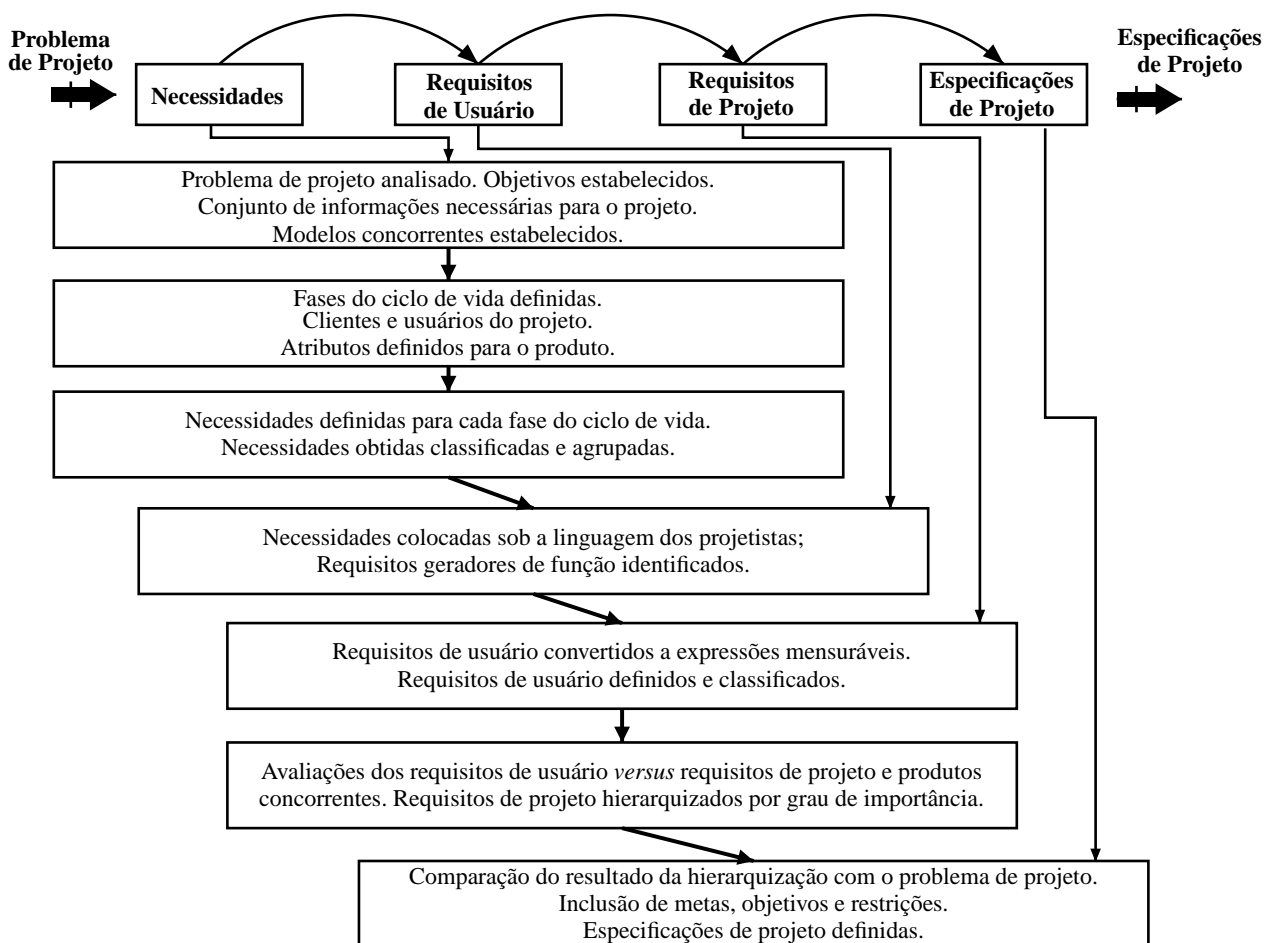 Problema
de Projeto
Necessidades
Requisitos
de Usuário
Requisitos
de Projeto
Especificações
de Projeto
Especificações
de Projeto
Problema de projeto analisado. Objetivos estabelecidos.
Conjunto de informações necessárias para o projeto.
Modelos concorrentes estabelecidos.
Fases do ciclo de vida definidas.
Clientes e usuários do projeto.
Atributos definidos para o produto.
Necessidades definidas para cada fase do ciclo de vida.
Necessidades obtidas classificadas e agrupadas.
Necessidades colocadas sob a linguagem dos projetistas;
Requisitos geradores de função identificados.
Requisitos de usuário convertidos a expressões mensuráveis.
Requisitos de usuário definidos e classificados.
Avaliações dos requisitos de usuário versus requisitos de projeto e produtos
concorrentes. Requisitos de projeto hierarquizados por grau de importância.
Comparação do resultado da hierarquização com o problema de projeto.
Inclusão de metas, objetivos e restrições.
Especificações de projeto definidas.